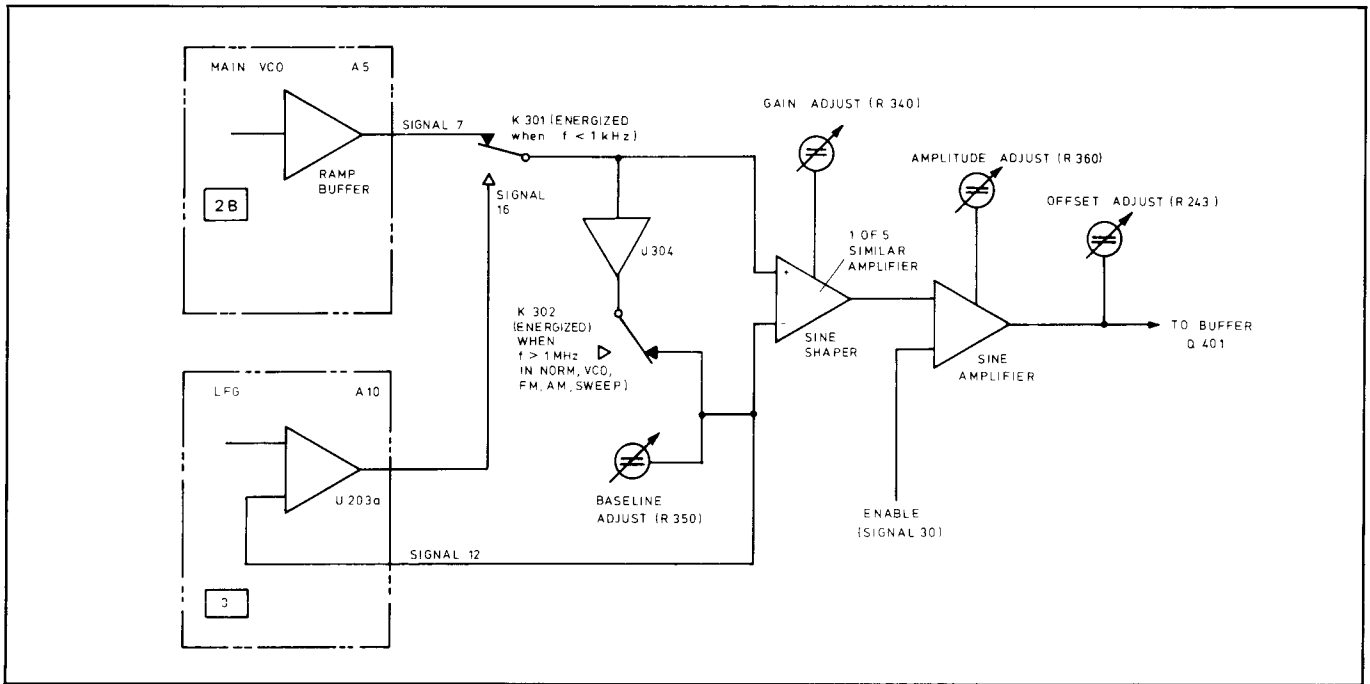 MAIN VCO A5
RAMP
BUFFER
2B
SIGNAL 7
K 301 (ENERGIZED
when f < 1 kHz)
SIGNAL
16
U 304
K 302
(ENERGIZED)
WHEN
f > 1 MHz
IN NORM, VCO,
FM, AM, SWEEP)
GAIN ADJUST (R 340)
1 OF 5
SIMILAR
AMPLIFIER
+
-
SINE
SHAPER
AMPLITUDE ADJUST (R 360)
OFFSET ADJUST (R 243)
SINE
AMPLIFIER
TO BUFFER
Q 401
ENABLE
(SIGNAL 30)
BASELINE
ADJUST (R 350)
LFG A10
U 203a
SIGNAL 12
3